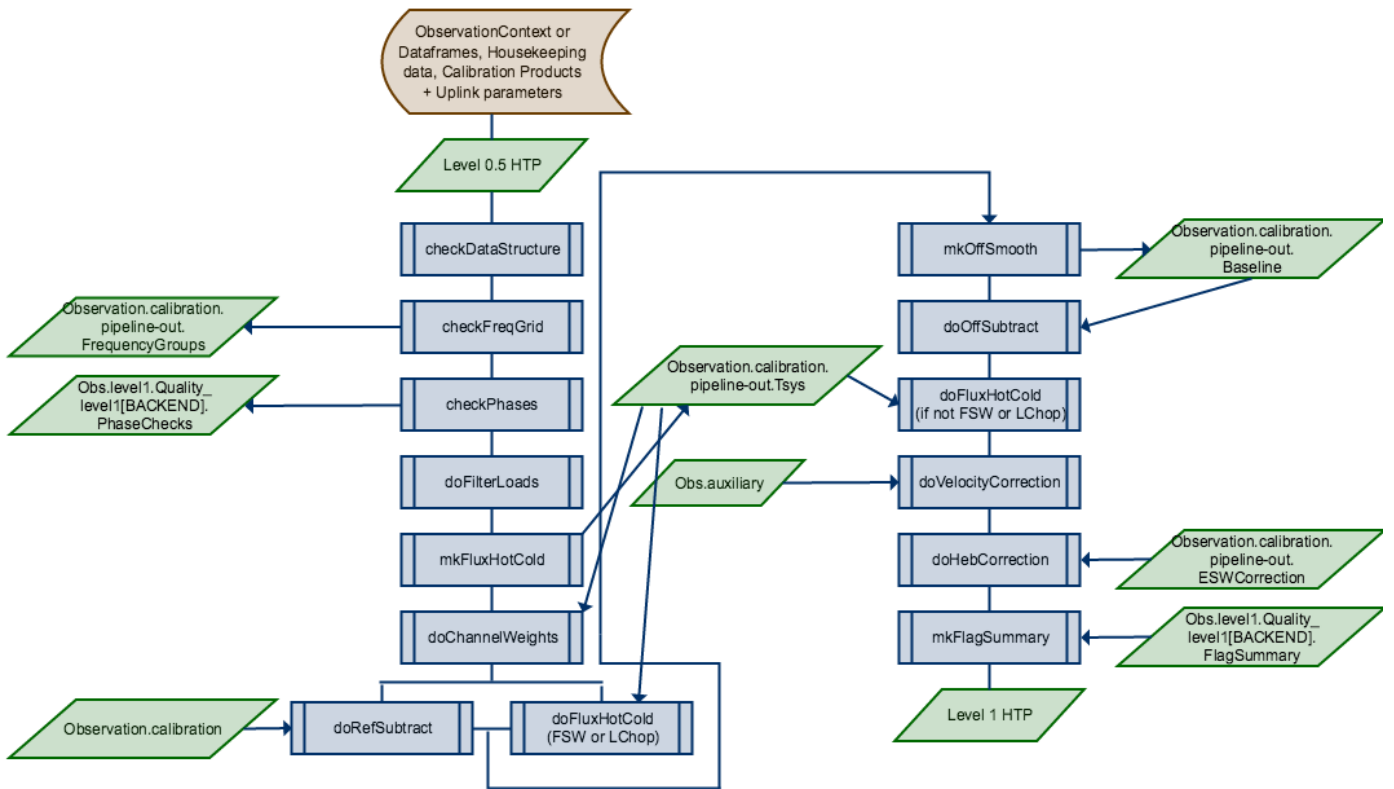 ObservationContext or
Dataframes, Housekeeping
data, Calibration Products
+ Uplink parameters
Level 0.5 HTP
checkDataStructure
checkFreqGrid
Observation.calibration.
pipeline-out.
FrequencyGroups
checkPhases
Obs.level1.Quality_
level1[BACKEND].
PhaseChecks
doFilterLoads
mkFluxHotCold
doChannelWeights
Observation.calibration
doRefSubtract
doFluxHotCold
(FSW or LChop)
Observation.calibration.
pipeline-out.Tsys
Obs.auxiliary
mkOffSmooth
Observation.calibration.
pipeline-out.
Baseline
doOffSubtract
doFluxHotCold
(if not FSW or LChop)
doVelocityCorrection
doHebCorrection
Observation.calibration.
pipeline-out.
ESWCorrection
mkFlagSummary
Obs.level1.Quality_
level1[BACKEND].
FlagSummary
Level 1 HTP